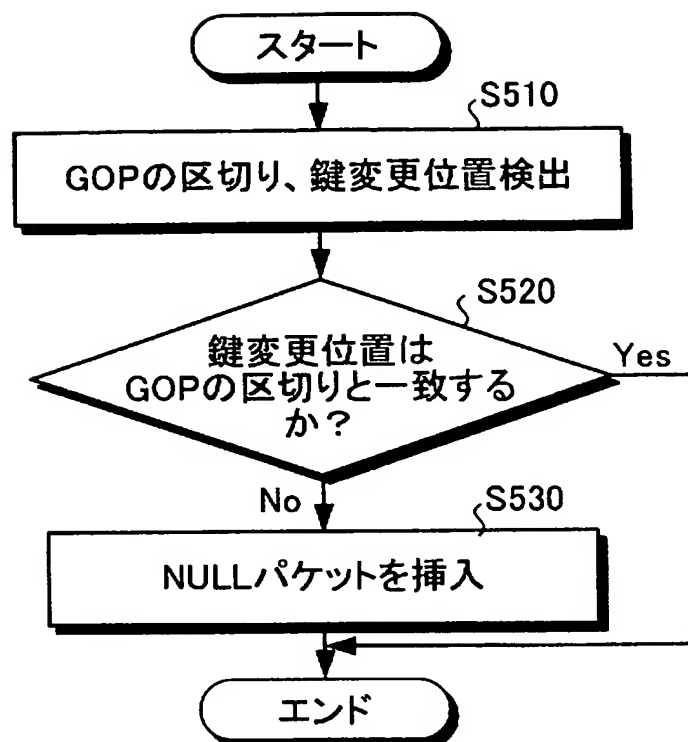 スタート
S510
GOPの区切り、鍵変更位置検出
S520
鍵変更位置は
GOPの区切りと一致する
か?
Yes
No
S530
NULLパケットを挿入
エンド